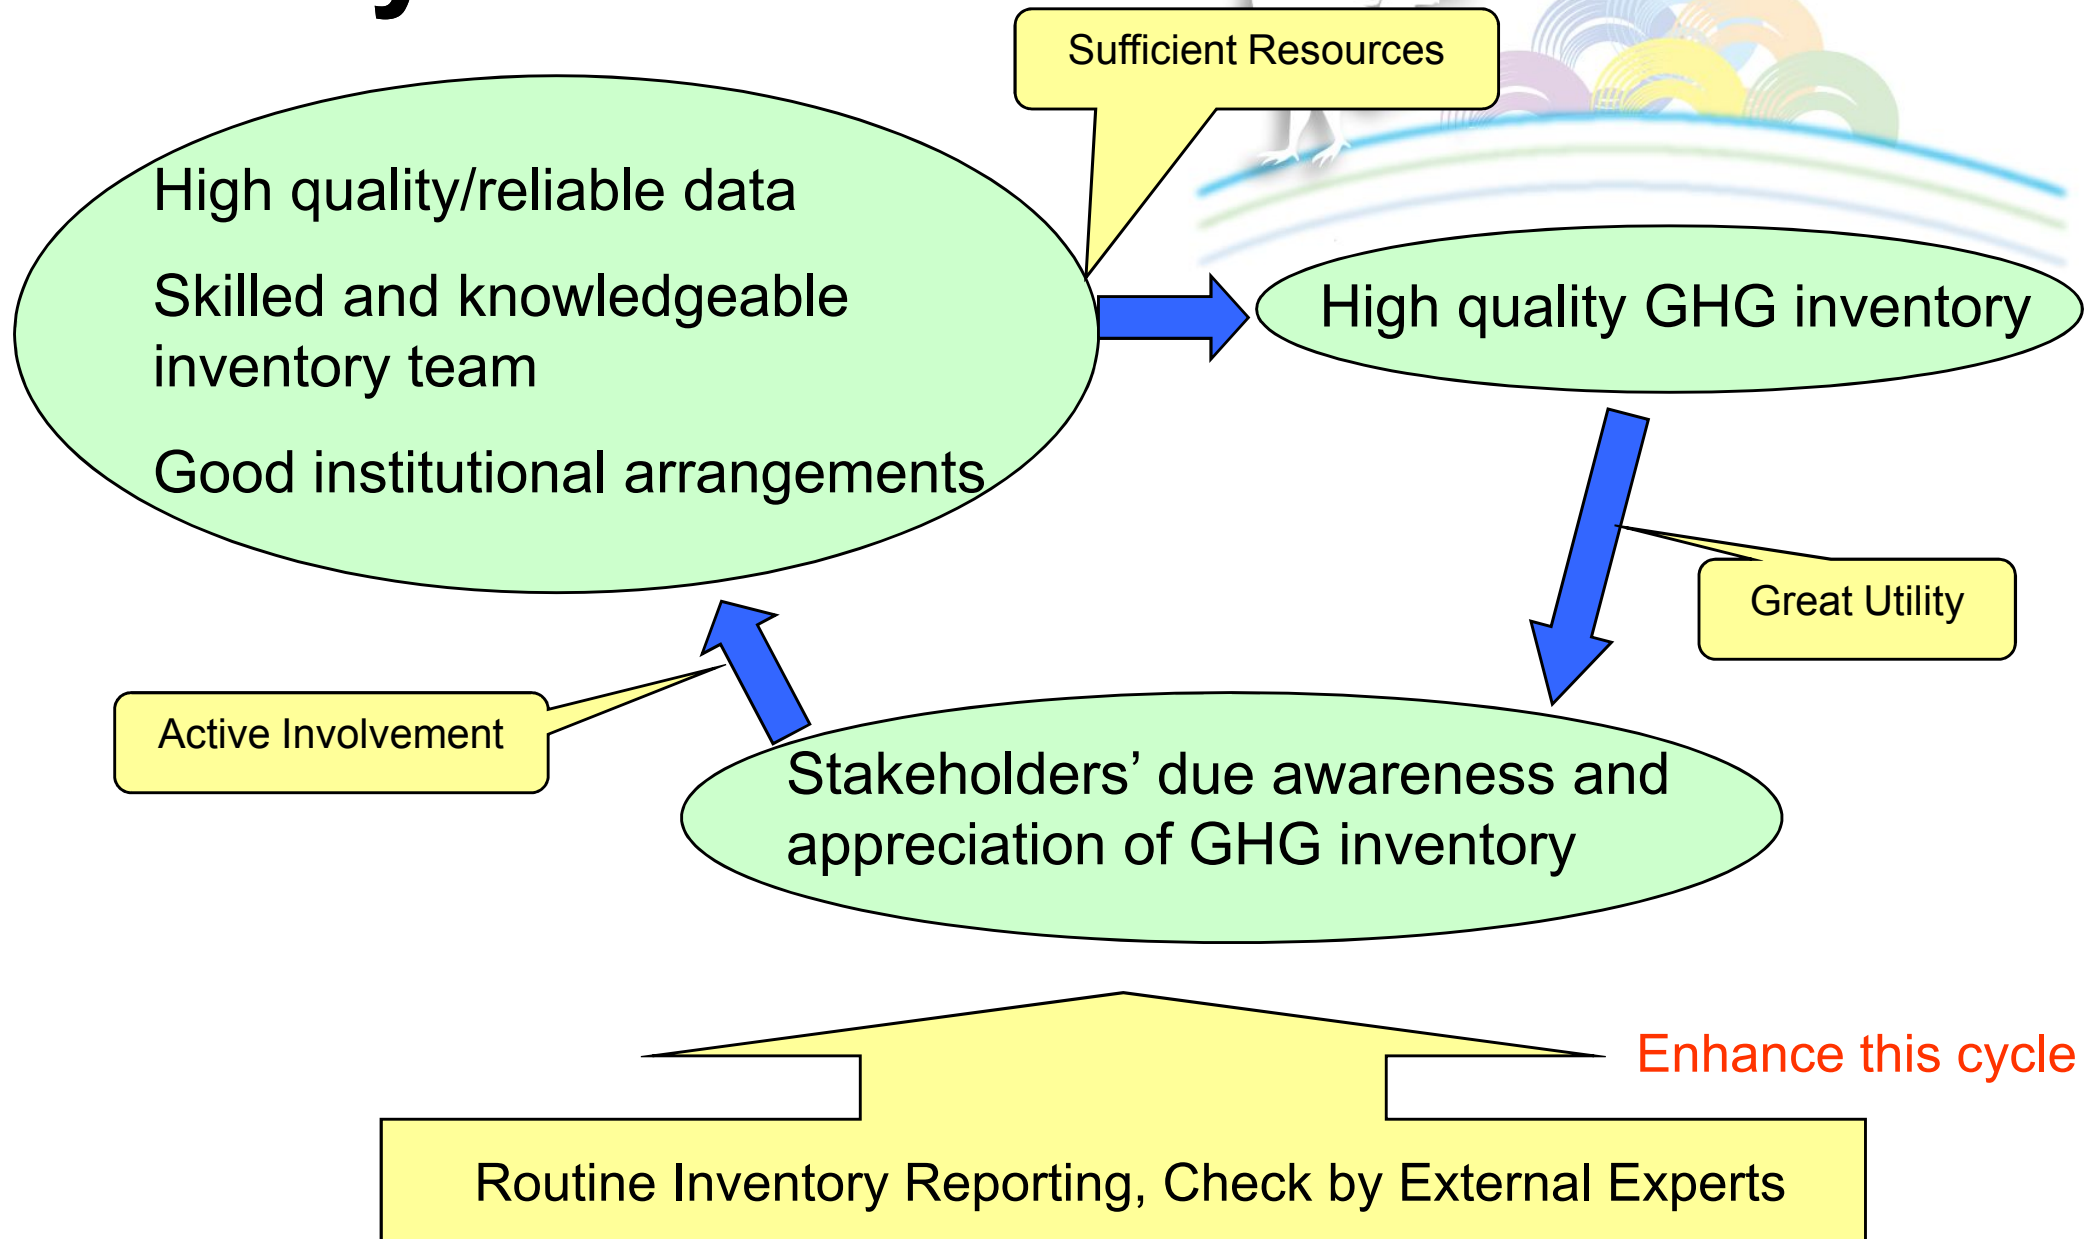 Sufficient Resources
High quality/reliable data
Skilled and knowledgeable
inventory team
Good institutional arrangements
High quality GHG inventory
Great Utility
Active Involvement
Stakeholders’ due awareness and
appreciation of GHG inventory
Enhance this cycle
Routine Inventory Reporting, Check by External Experts